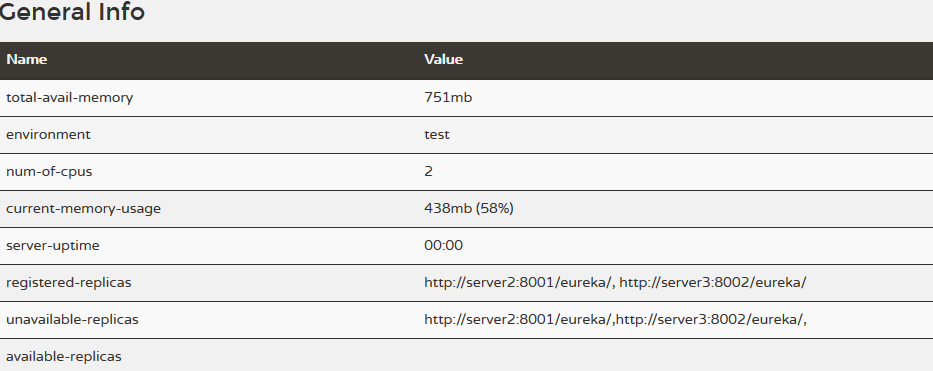 General Info
Name Value
total-avail-memory 751mb
environment test
num-of-cpus 2
current-memory-usage 438mb (58%)
server-uptime 00:00
registered-replicas http://server2:8001/eureka/, http://server3:8002/eureka/
unavailable-replicas http://server2:8001/eureka/,http://server3:8002/eureka/,
available-replicas